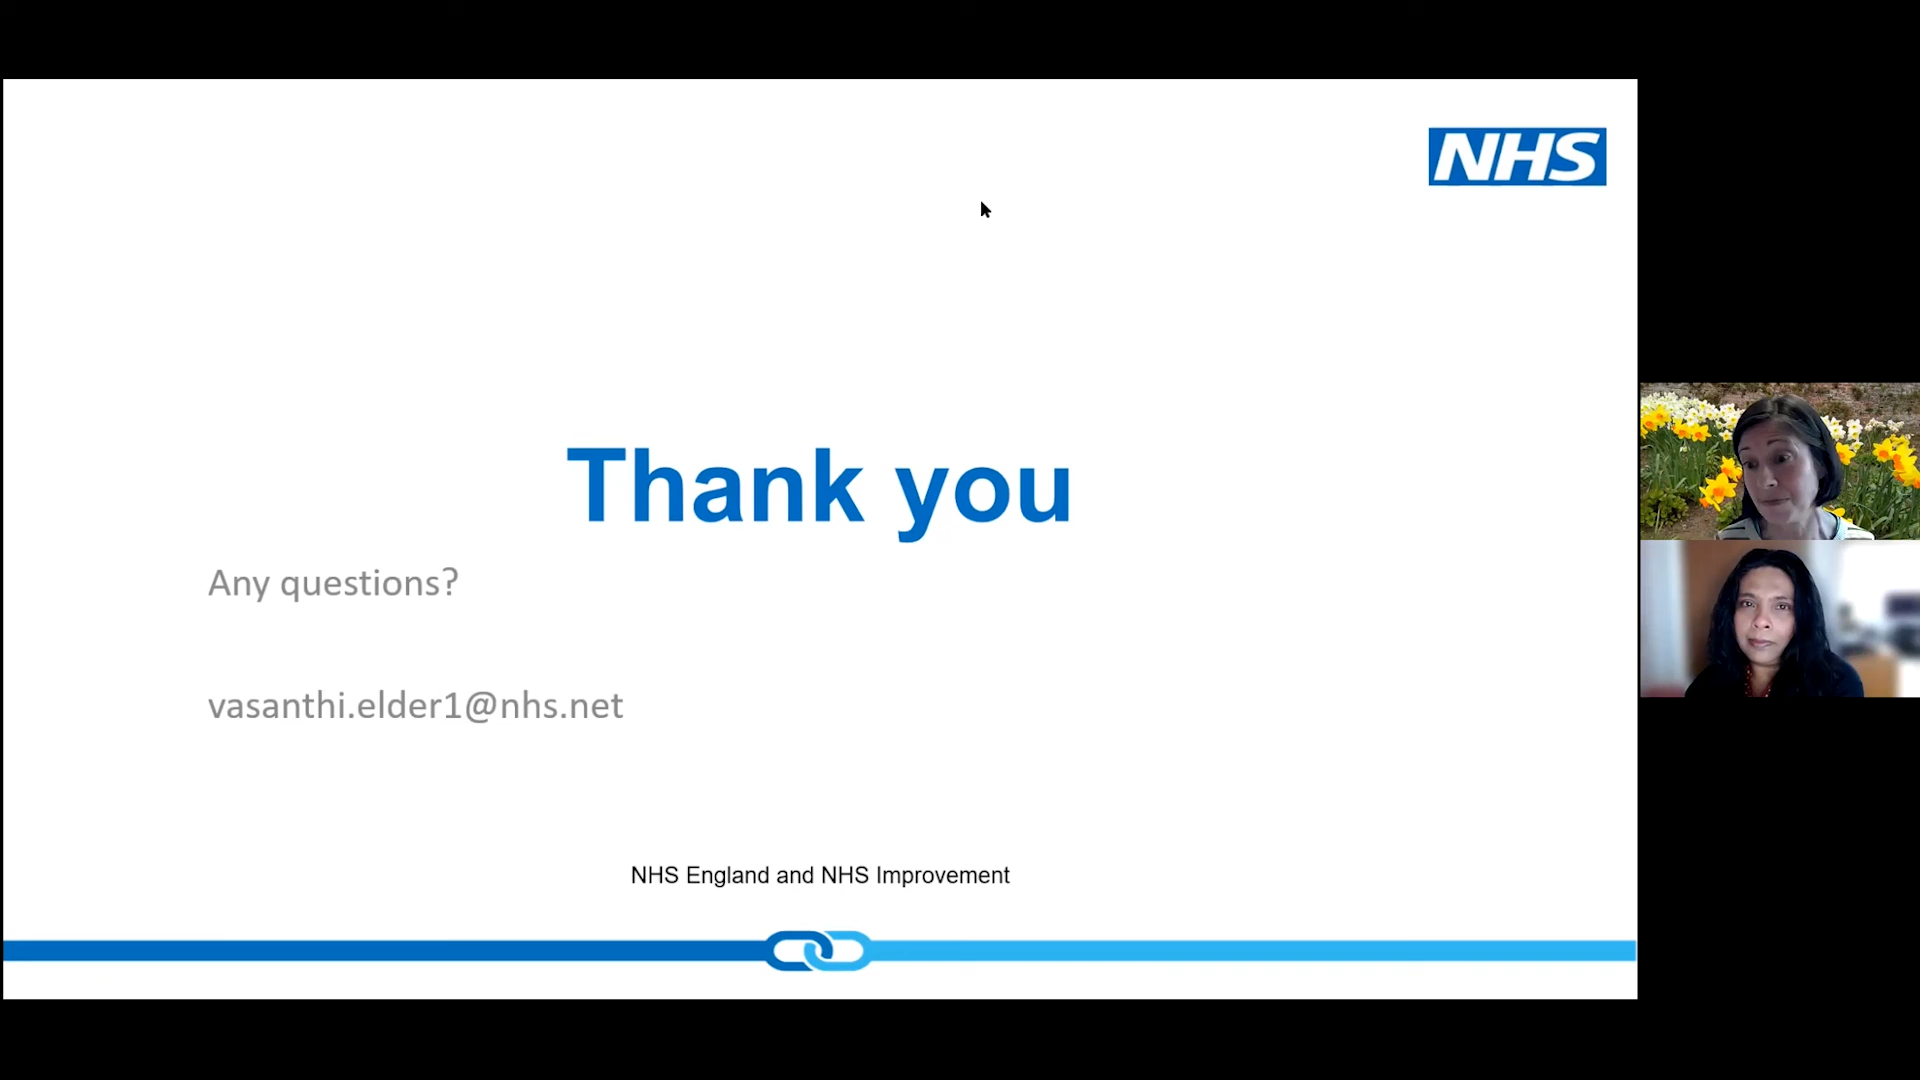 NHS
Thank you
Any questions?
vasanthi.elder1@nhs.net
NHS England and NHS Improvement